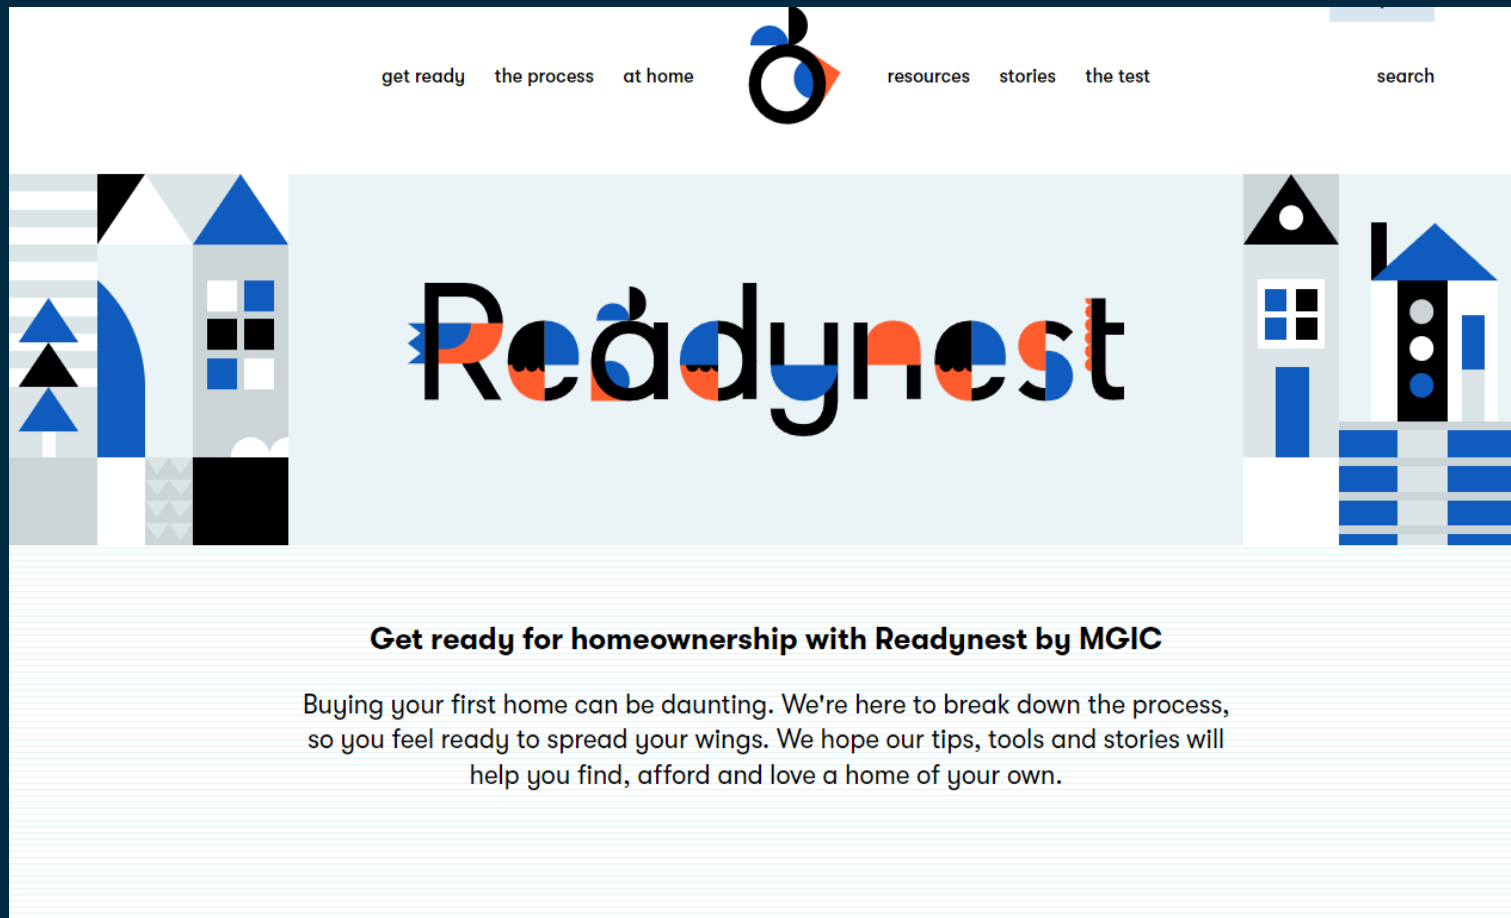 get ready the process at home resources stories the test search
Readynest
Get ready for homeownership with Readynest by MGIC
Buying your first home can be daunting. We're here to break down the process,
so you feel ready to spread your wings. We hope our tips, tools and stories will
help you find, afford and love a home of your own.